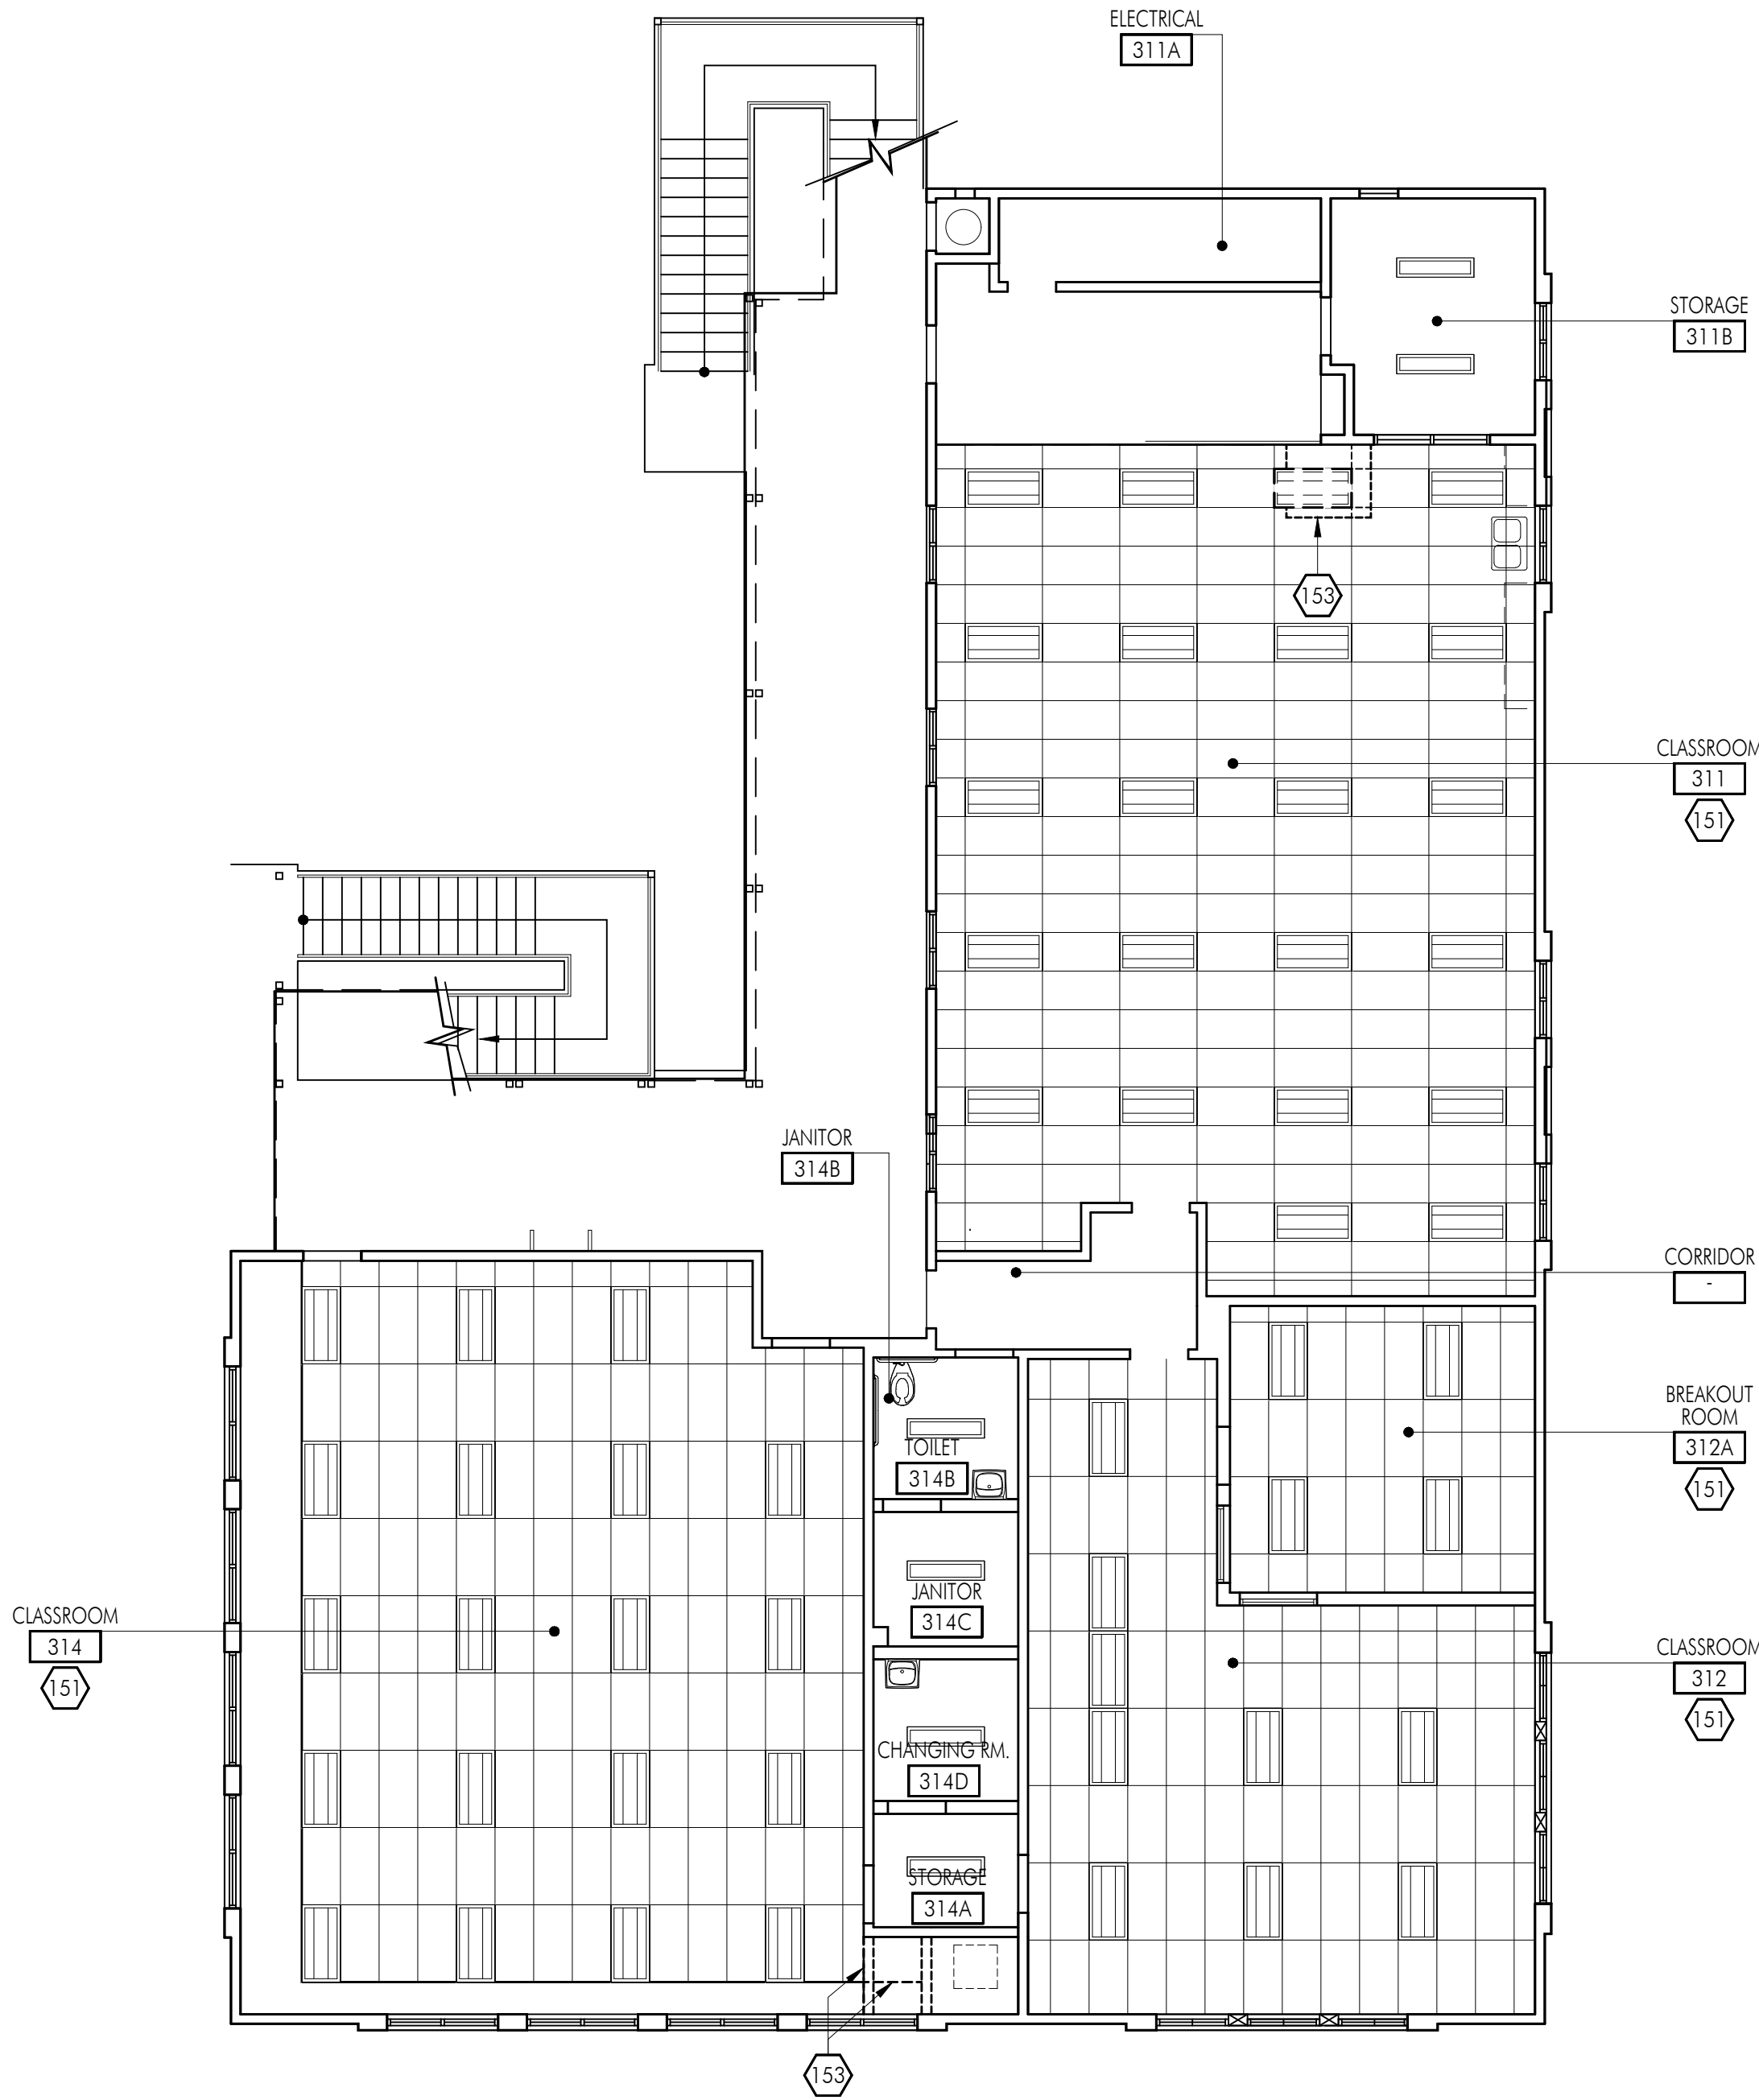 ELECTRICAL
311A
STORAGE
311B
153
CLASSROOM
311
151
JANITOR
314B
CORRIDOR
-
BREAKOUT
ROOM
312A
151
TOILET
314B
JANITOR
314C
CLASSROOM
314
151
CLASSROOM
312
151
CHANGING RM.
314D
STORAGE
314A
153